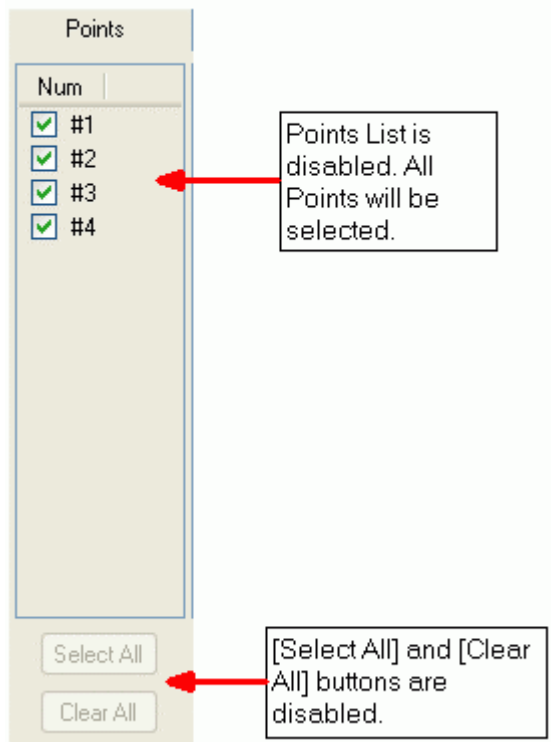 Points
Num
#1
#2
#3
#4
Points List is
disabled. All
Points will be
selected.
Select All
Clear All
[Select All] and [Clear
All] buttons are
disabled.